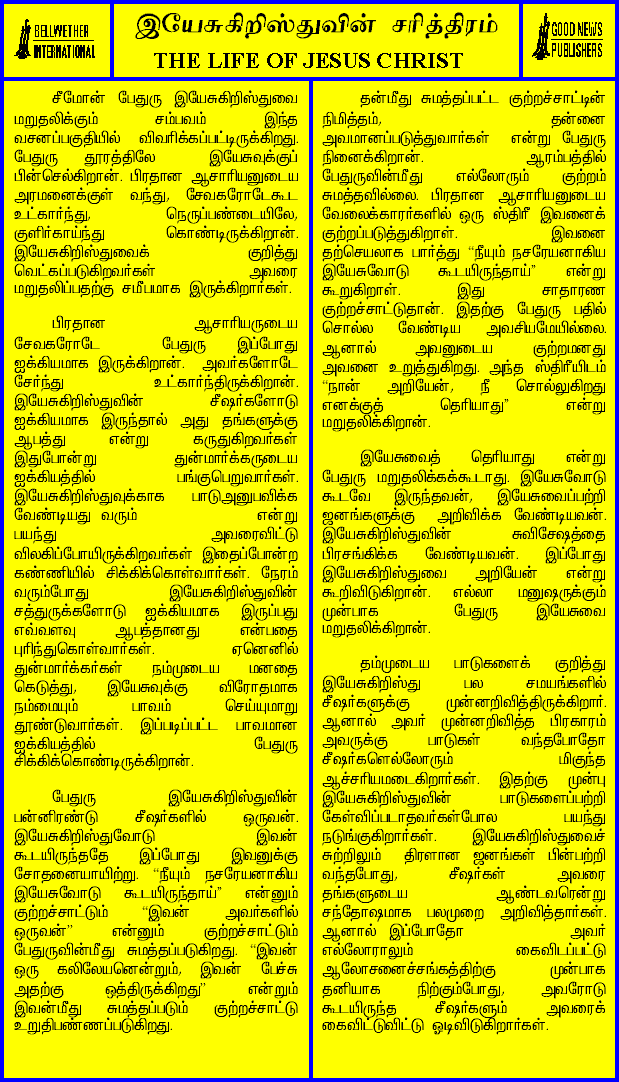 BELLWETHER
INTERNATIONAL
இயேசுகிறிஸ்துவின் சரித்திரம்
THE LIFE OF JESUS CHRIST
GOOD NEWS
PUBLISHERS
சீமோன் பேதுரு இயேசுகிறிஸ்துவை
மறுதலிக்கும் சம்பவம் இந்த
வசனப்பகுதியில் விவரிக்கப்பட்டிருக்கிறது.
பேதுரு தூரத்திலே இயேசுவுக்குப்
பின்செல்கிறான். பிரதான ஆசாரியனுடைய
அரமனைக்குள் வந்து, சேவகரோடேகூட
உட்கார்ந்து, நெருப்பண்டையிலே,
குளிர்காய்ந்து கொண்டிருக்கிறான்.
இயேசுகிறிஸ்துவைக் குறித்து
வெட்கப்படுகிறவர்கள் அவரை
மறுதலிப்பதற்கு சமீபமாக இருக்கிறார்கள்.
பிரதான ஆசாரியருடைய
சேவகரோடே பேதுரு இப்போது
ஐக்கியமாக இருக்கிறான். அவர்களோடே
சேர்ந்து உட்கார்ந்திருக்கிறான்.
இயேசுகிறிஸ்துவின் சீஷர்களோடு
ஐக்கியமாக இருந்தால் அது தங்களுக்கு
ஆபத்து என்று கருதுகிறவர்கள்
இதுபோன்று துன்மார்க்கருடைய
ஐக்கியத்தில் பங்குபெறுவார்கள்.
இயேசுகிறிஸ்துவுக்காக பாடுஅனுபவிக்க
வேண்டியது வரும் என்று
பயந்து அவரைவிட்டு
விலகிப்போயிருக்கிறவர்கள் இதைப்போன்ற
கண்ணியில் சிக்கிக்கொள்வார்கள். நேரம்
வரும்போது இயேசுகிறிஸ்துவின்
சத்துருக்களோடு ஐக்கியமாக இருப்பது
எவ்வளவு ஆபத்தானது என்பதை
புரிந்துகொள்வார்கள். ஏனெனில்
துன்மார்க்கர்கள் நம்முடைய மனதை
கெடுத்து, இயேசுவுக்கு விரோதமாக
நம்மையும் பாவம் செய்யுமாறு
தூண்டுவார்கள். இப்படிப்பட்ட பாவமான
ஐக்கியத்தில் பேதுரு
சிக்கிக்கொண்டிருக்கிறான்.
பேதுரு இயேசுகிறிஸ்துவின்
பன்னிரண்டு சீஷர்களில் ஒருவன்.
இயேசுகிறிஸ்துவோடு இவன்
கூடயிருந்ததே இப்போது இவனுக்கு
சோதனையாயிற்று. “நீயும் நசரேயனாகிய
இயேசுவோடு கூடயிருந்தாய்” என்னும்
குற்றச்சாட்டும் “இவன் அவர்களில்
ஒருவன்” என்னும் குற்றச்சாட்டும்
பேதுருவின்மீது சுமத்தப்படுகிறது. “இவன்
ஒரு கலிலேயனென்றும், இவன் பேச்சு
அதற்கு ஒத்திருக்கிறது” என்றும்
இவன்மீது சுமத்தப்படும் குற்றச்சாட்டு
உறுதிபண்ணப்படுகிறது.
தன்மீது சுமத்தப்பட்ட குற்றச்சாட்டின்
நிமித்தம், தன்னை
அவமானப்படுத்துவார்கள் என்று பேதுரு
நினைக்கிறான். ஆரம்பத்தில்
பேதுருவின்மீது எல்லோரும் குற்றம்
சுமத்தவில்லை. பிரதான ஆசாரியனுடைய
வேலைக்காரர்களில் ஒரு ஸ்திரீ இவனைக்
குற்றப்படுத்துகிறாள். இவனை
தற்செயலாக பார்த்து “நீயும் நசரேயனாகிய
இயேசுவோடு கூடயிருந்தாய்” என்று
கூறுகிறாள். இது சாதாரண
குற்றச்சாட்டுதான். இதற்கு பேதுரு பதில்
சொல்ல வேண்டிய அவசியமேயில்லை.
ஆனால் அவனுடைய குற்றமனது
அவனை உறுத்துகிறது. அந்த ஸ்திரீயிடம்
“நான் அறியேன், நீ சொல்லுகிறது
எனக்குத் தெரியாது” என்று
மறுதலிக்கிறான்.
இயேசுவைத் தெரியாது என்று
பேதுரு மறுதலிக்கக்கூடாது. இயேசுவோடு
கூடவே இருந்தவன், இயேசுவைப்பற்றி
ஜனங்களுக்கு அறிவிக்க வேண்டியவன்.
இயேசுகிறிஸ்துவின் சுவிசேஷத்தை
பிரசங்கிக்க வேண்டியவன். இப்போது
இயேசுகிறிஸ்துவை அறியேன் என்று
கூறிவிடுகிறான். எல்லா மனுஷருக்கும்
முன்பாக பேதுரு இயேசுவை
மறுதலிக்கிறான்.
தம்முடைய பாடுகளைக் குறித்து
இயேசுகிறிஸ்து பல சமயங்களில்
சீஷர்களுக்கு முன்னறிவித்திருக்கிறார்.
ஆனால் அவர் முன்னறிவித்த பிரகாரம்
அவருக்கு பாடுகள் வந்தபோதோ
சீஷர்களெல்லோரும் மிகுந்த
ஆச்சரியமடைகிறார்கள். இதற்கு முன்பு
இயேசுகிறிஸ்துவின் பாடுகளைப்பற்றி
கேள்விப்படாதவர்கள்போல பயந்து
நடுங்குகிறார்கள். இயேசுகிறிஸ்துவைச்
சுற்றிலும் திரளான ஜனங்கள் பின்பற்றி
வந்தபோது, சீஷர்கள் அவரை
தங்களுடைய ஆண்டவரென்று
சந்தோஷமாக பலமுறை அறிவித்தார்கள்.
ஆனால் இப்போதோ அவர்
எல்லோராலும் கைவிடப்பட்டு
ஆலோசனைச்சங்கத்திற்கு முன்பாக
தனியாக நிற்கும்போது, அவரோடு
கூடயிருந்த சீஷர்களும் அவரைக்
கைவிட்டுவிட்டு ஓடிவிடுகிறார்கள்.